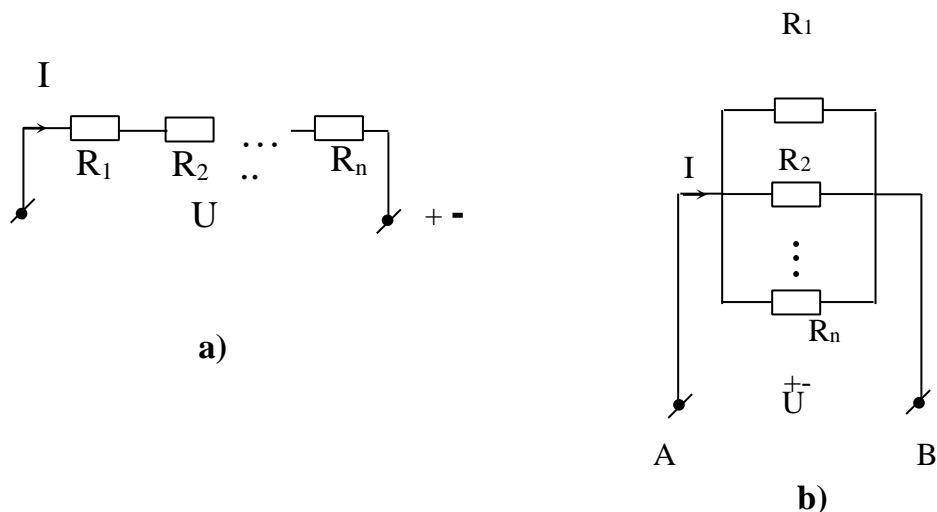 I
R1
R2
...
Rn
..
U
+ -
a)
R1
I
R2
Rn
+-
U
A
B
b)